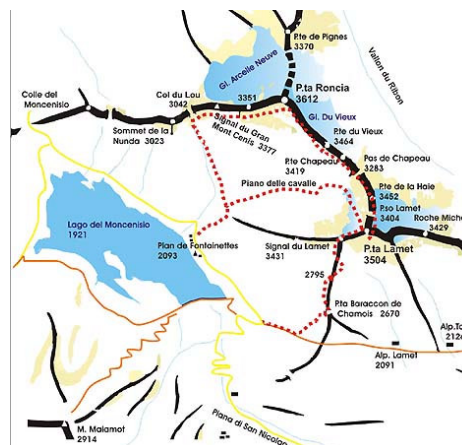 P.te de Pignes
3370
Gl. Arcelle Neuve
Vallon du Ribon
Colle del
Moncenisio
Col du Lou
3042
3351
P.ta Roncia
3612
Sommet de la
Nunda 3023
Signal du Gran
Mont Cenis 3377
Gl. Du Vieux
P.te du Vieux
3464
P.te Chapeau
3419
Pas de Chapeau
3283
Piano delle cavalle
P.te de la Haie
3452
P.so Lamet
3404
Roche Miche
3429
Lago del Moncenisio
1921
Plan de Fontainettes
2093
Signal du Lamet
3431
P.ta Lamet
3504
2795
P.ta Baraccon de
Chamois 2670
Alp.To
212
Alp. Lamet
2091
Piana di San Nicolao
M. Malamot
2914